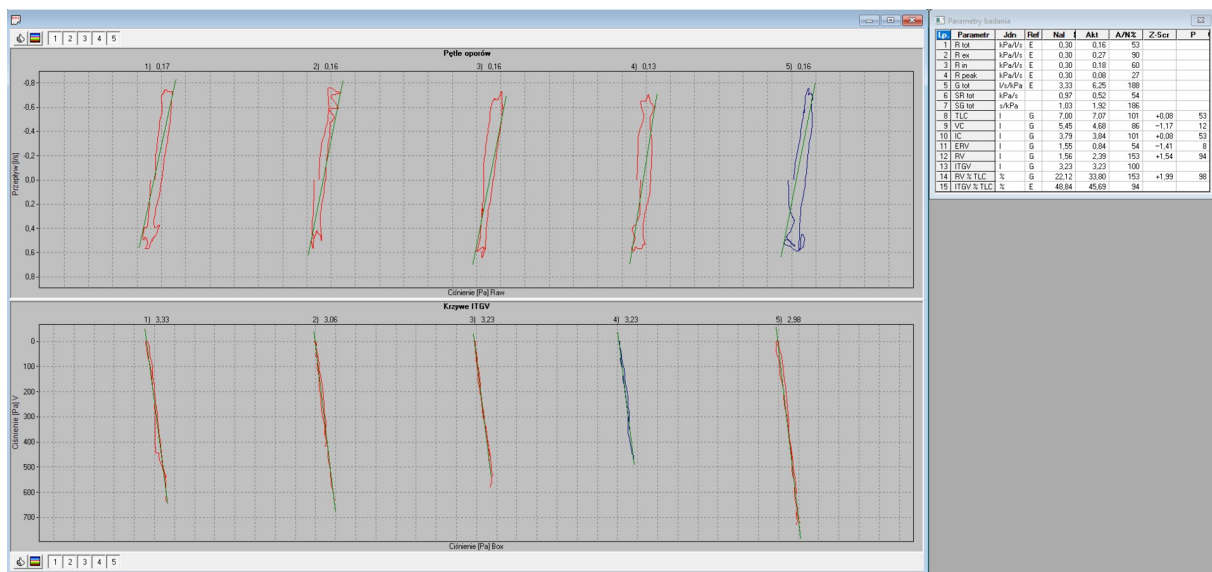 1 2 3 4 5
Pętle oporów
1) 0,17 2) 0,16 3) 0,16 4) 0,13 5) 0,16
-0,8
-0,6
-0,4
-0,2
0,0
0,2
0,4
0,6
0,8
Przepływ [l/s]
Ciśnienie [Pa] Raw
Krzywe ITGV
1) 3,33 2) 3,06 3) 3,23 4) 3,23 5) 2,98
0
100
200
300
400
500
600
700
Ciśnienie [Pa] V
Ciśnienie [Pa] Box
1 2 3 4 5
Parametry badania
Lp. Parametr Jdn Ref Nal Akt A/N% Z-Scr P
1 R tot kPa/l/s E 0,30 0,16 53
2 R ex kPa/l/s E 0,30 0,27 90
3 R in kPa/l/s E 0,30 0,18 60
4 R peak kPa/l/s E 0,30 0,08 27
5 G tot l/s/kPa E 3,33 6,25 188
6 SR tot kPa/s 0,97 0,52 54
7 SG tot s/kPa 1,03 1,92 186
8 TLC l G 7,00 7,07 101 +0,08 53
9 VC l G 5,45 4,68 86 −1,17 12
10 IC l G 3,79 3,84 101 +0,08 53
11 ERV l G 1,55 0,84 54 −1,41 8
12 RV l G 1,56 2,39 153 +1,54 94
13 ITGV l 3,23 3,23 100
14 RV % TLC % G 22,12 33,80 153 +1,99 98
15 ITGV % TLC % E 48,84 45,69 94